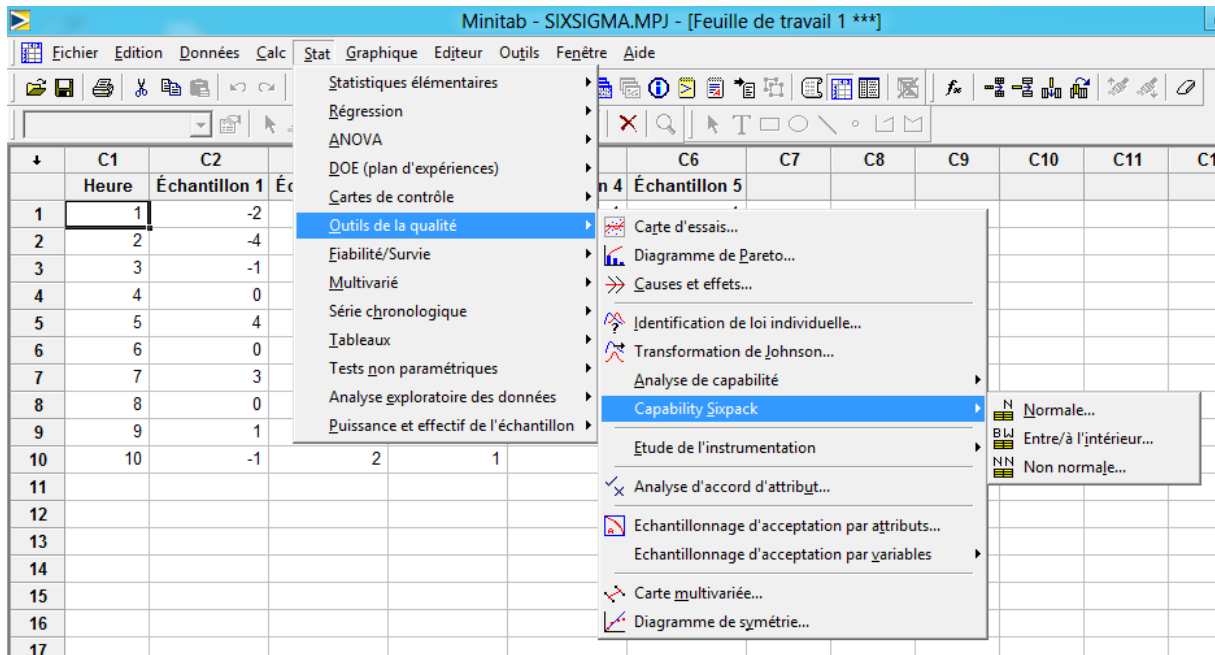 Minitab - SIXSIGMA.MPJ - [Feuille de travail 1 ***]
Fichier Edition Données Calc Stat Graphique Editeur Outils Fenêtre Aide
Statistiques élémentaires
Régression
ANOVA
DOE (plan d'expériences)
Cartes de contrôle
Outils de la qualité
Fiabilité/Survie
Multivarié
Série chronologique
Tableaux
Tests non paramétriques
Analyse exploratoire des données
Puissance et effectif de l'échantillon
Carte d'essais...
Diagramme de Pareto...
Causes et effets...
Identification de loi individuelle...
Transformation de Johnson...
Analyse de capabilité
Capability Sixpack
Etude de l'instrumentation
Analyse d'accord d'attribut...
Echantillonnage d'acceptation par attributs...
Echantillonnage d'acceptation par variables
Carte multivariée...
Diagramme de symétrie...
N Normale...
BW Entre/à l'intérieur...
NN Non normale...
C1 C2 C6 C7 C8 C9 C10 C11 C1
Heure Échantillon 1 Éc n 4 Échantillon 5
1 1 -2
2 2 -4
3 3 -1
4 4 0
5 5 4
6 6 0
7 7 3
8 8 0
9 9 1
10 10 -1 2 1
11
12
13
14
15
16
17